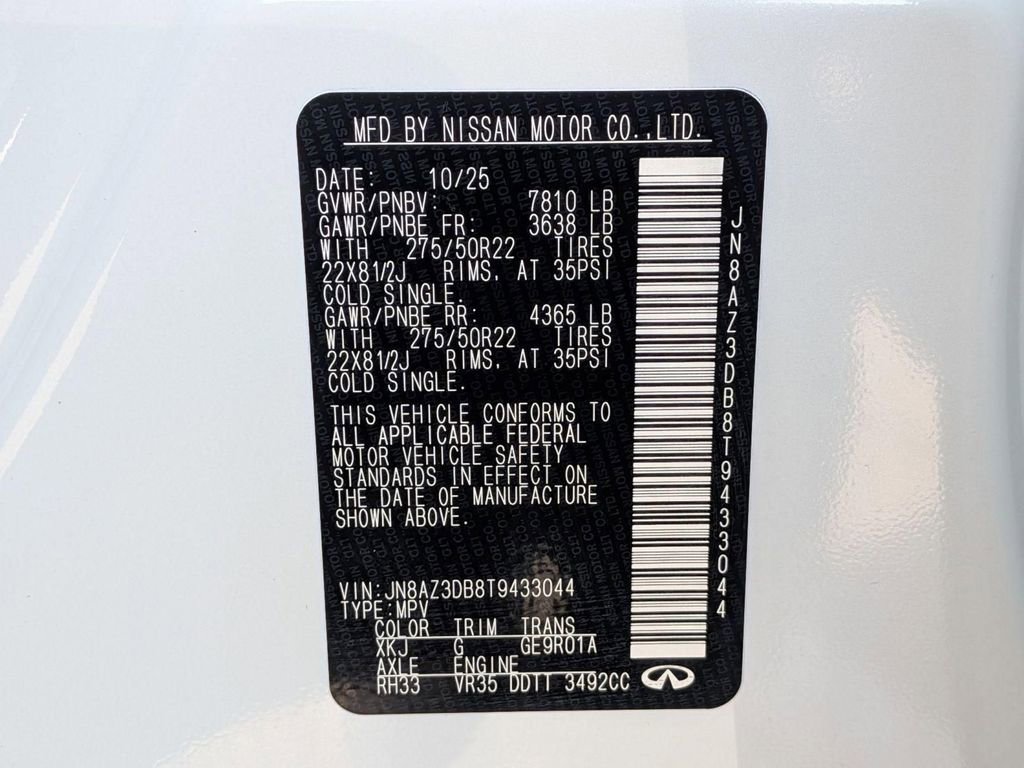 MFD BY NISSAN MOTOR CO.,LTD.
DATE: 10/25
GVWR/PNBV: 7810 LB
GAWR/PNBE FR: 3638 LB
WITH 275/50R22 TIRES
22X81/2J RIMS, AT 35PSI
COLD SINGLE.
GAWR/PNBE RR: 4365 LB
WITH 275/50R22 TIRES
22X81/2J RIMS, AT 35PSI
COLD SINGLE.
THIS VEHICLE CONFORMS TO
ALL APPLICABLE FEDERAL
MOTOR VEHICLE SAFETY
STANDARDS IN EFFECT ON
THE DATE OF MANUFACTURE
SHOWN ABOVE.
VIN:JN8AZ3DB8T9433044
TYPE:MPV
COLOR TRIM TRANS
XKJ G GE9R01A
AXLE ENGINE
RH33 VR35 DDTT 3492CC
JN8AZ3DB8T9433044